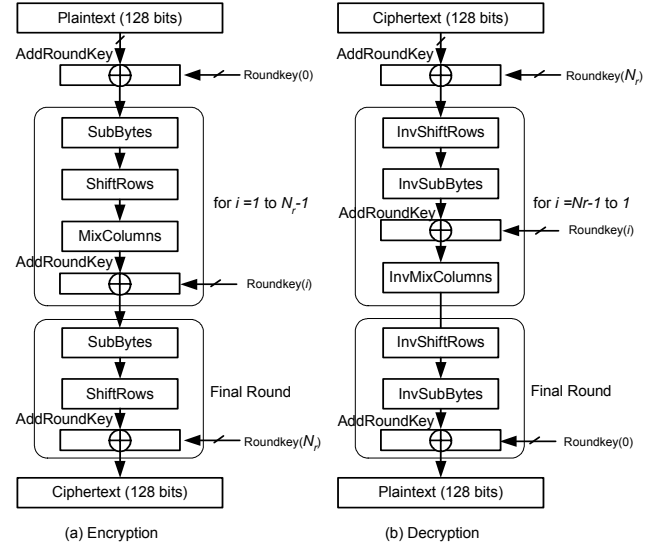 Plaintext (128 bits)
AddRoundKey
Roundkey(0)
SubBytes
ShiftRows
for i =1 to Nr-1
MixColumns
AddRoundKey
Roundkey(i)
SubBytes
ShiftRows
Final Round
AddRoundKey
Roundkey(Nr)
Ciphertext (128 bits)
(a) Encryption
Ciphertext (128 bits)
AddRoundKey
Roundkey(Nr)
InvShiftRows
InvSubBytes
for i =Nr-1 to 1
AddRoundKey
Roundkey(i)
InvMixColumns
InvShiftRows
InvSubBytes
Final Round
AddRoundKey
Roundkey(0)
Plaintext (128 bits)
(b) Decryption